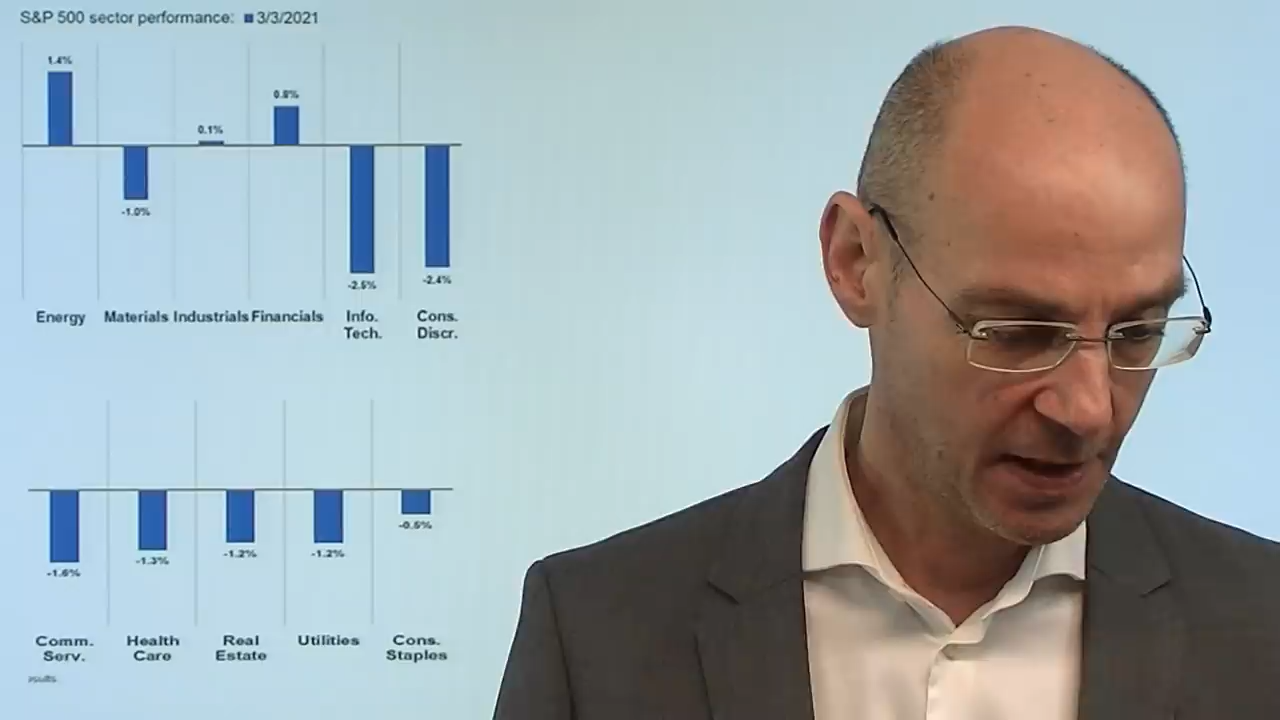 S&P 500 sector performance: 3/3/2021
1.4%
0.8%
0.1%
-1.0%
-2.5%
-2.4%
Energy Materials Industrials Financials Info. Cons.
Tech. Discr.
-0.5%
-1.2% -1.2%
-1.3%
-1.6%
Comm. Health Real Utilities Cons.
Serv. Care Estate Staples